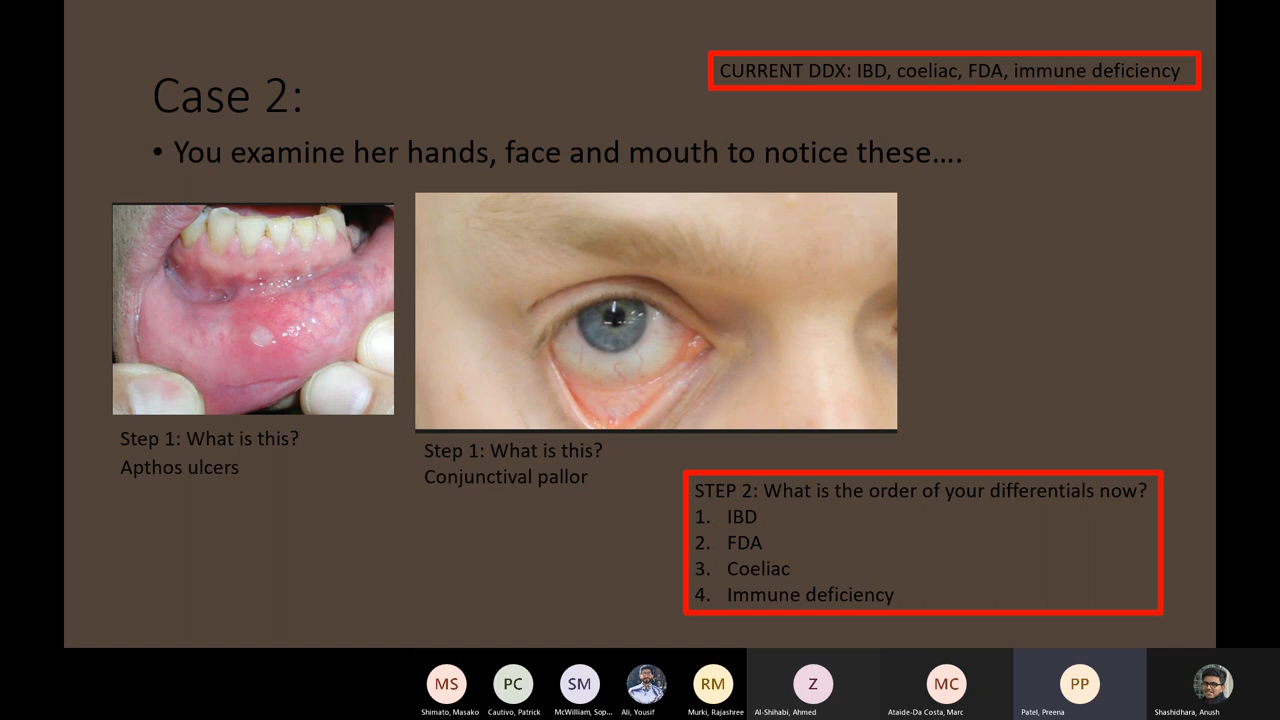 CURRENT DDX: IBD, coeliac, FDA, immune deficiency
Case 2:
• You examine her hands, face and mouth to notice these....
Step 1: What is this?
Apthos ulcers
Step 1: What is this?
Conjunctival pallor
STEP 2: What is the order of your differentials now?
1. IBD
2. FDA
3. Coeliac
4. Immune deficiency
MS PC SM RM Z MC PP
Shimato, Masako Cautivo, Patrick McWilliam, Sop... Ali, Yousif Murki, Rajashree Al-Shihabi, Ahmed Ataide-Da Costa, Marc Patel, Preena Shashidhara, Anush